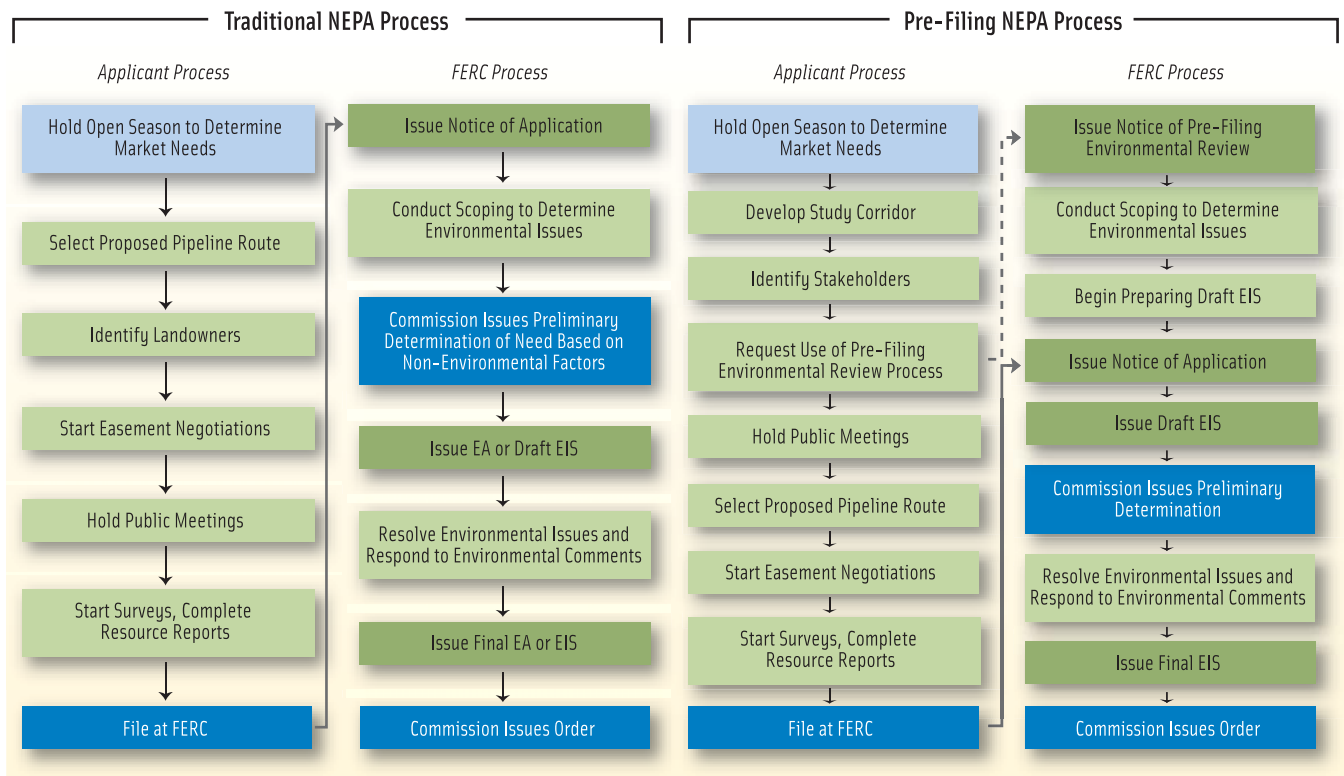 Traditional NEPA Process
Applicant Process
Hold Open Season to Determine
Market Needs
Select Proposed Pipeline Route
Identify Landowners
Start Easement Negotiations
Hold Public Meetings
Start Surveys, Complete
Resource Reports
File at FERC
FERC Process
Issue Notice of Application
Conduct Scoping to Determine
Environmental Issues
Commission Issues Preliminary
Determination of Need Based on
Non-Environmental Factors
Issue EA or Draft EIS
Resolve Environmental Issues and
Respond to Environmental Comments
Issue Final EA or EIS
Commission Issues Order
Pre-Filing NEPA Process
Applicant Process
Hold Open Season to Determine
Market Needs
Develop Study Corridor
Identify Stakeholders
Request Use of Pre-Filing
Environmental Review Process
Hold Public Meetings
Select Proposed Pipeline Route
Start Easement Negotiations
Start Surveys, Complete
Resource Reports
File at FERC
FERC Process
Issue Notice of Pre-Filing
Environmental Review
Conduct Scoping to Determine
Environmental Issues
Begin Preparing Draft EIS
Issue Notice of Application
Issue Draft EIS
Commission Issues Preliminary
Determination
Resolve Environmental Issues and
Respond to Environmental Comments
Issue Final EIS
Commission Issues Order